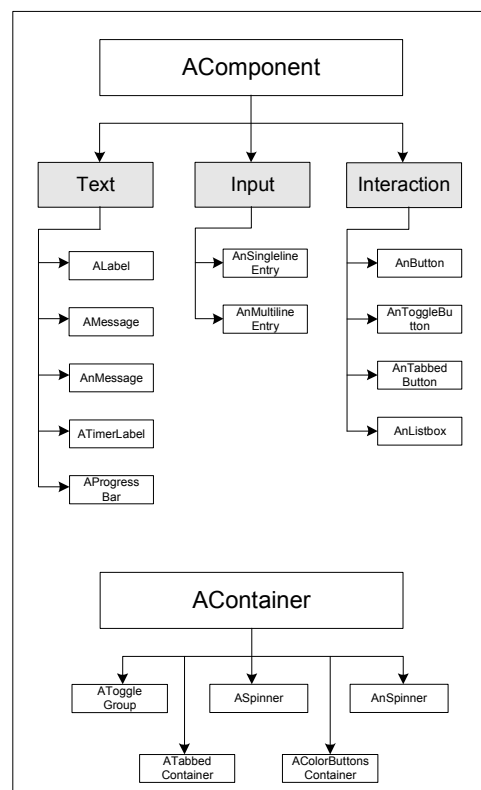 AComponent
Text
Input
Interaction
ALabel
AMessage
AnMessage
ATimerLabel
AProgress
Bar
AnSingleline
Entry
AnMultiline
Entry
AnButton
AnToggleBu
tton
AnTabbed
Button
AnListbox
AContainer
AToggle
Group
ASpinner
AnSpinner
ATabbed
Container
AColorButtons
Container